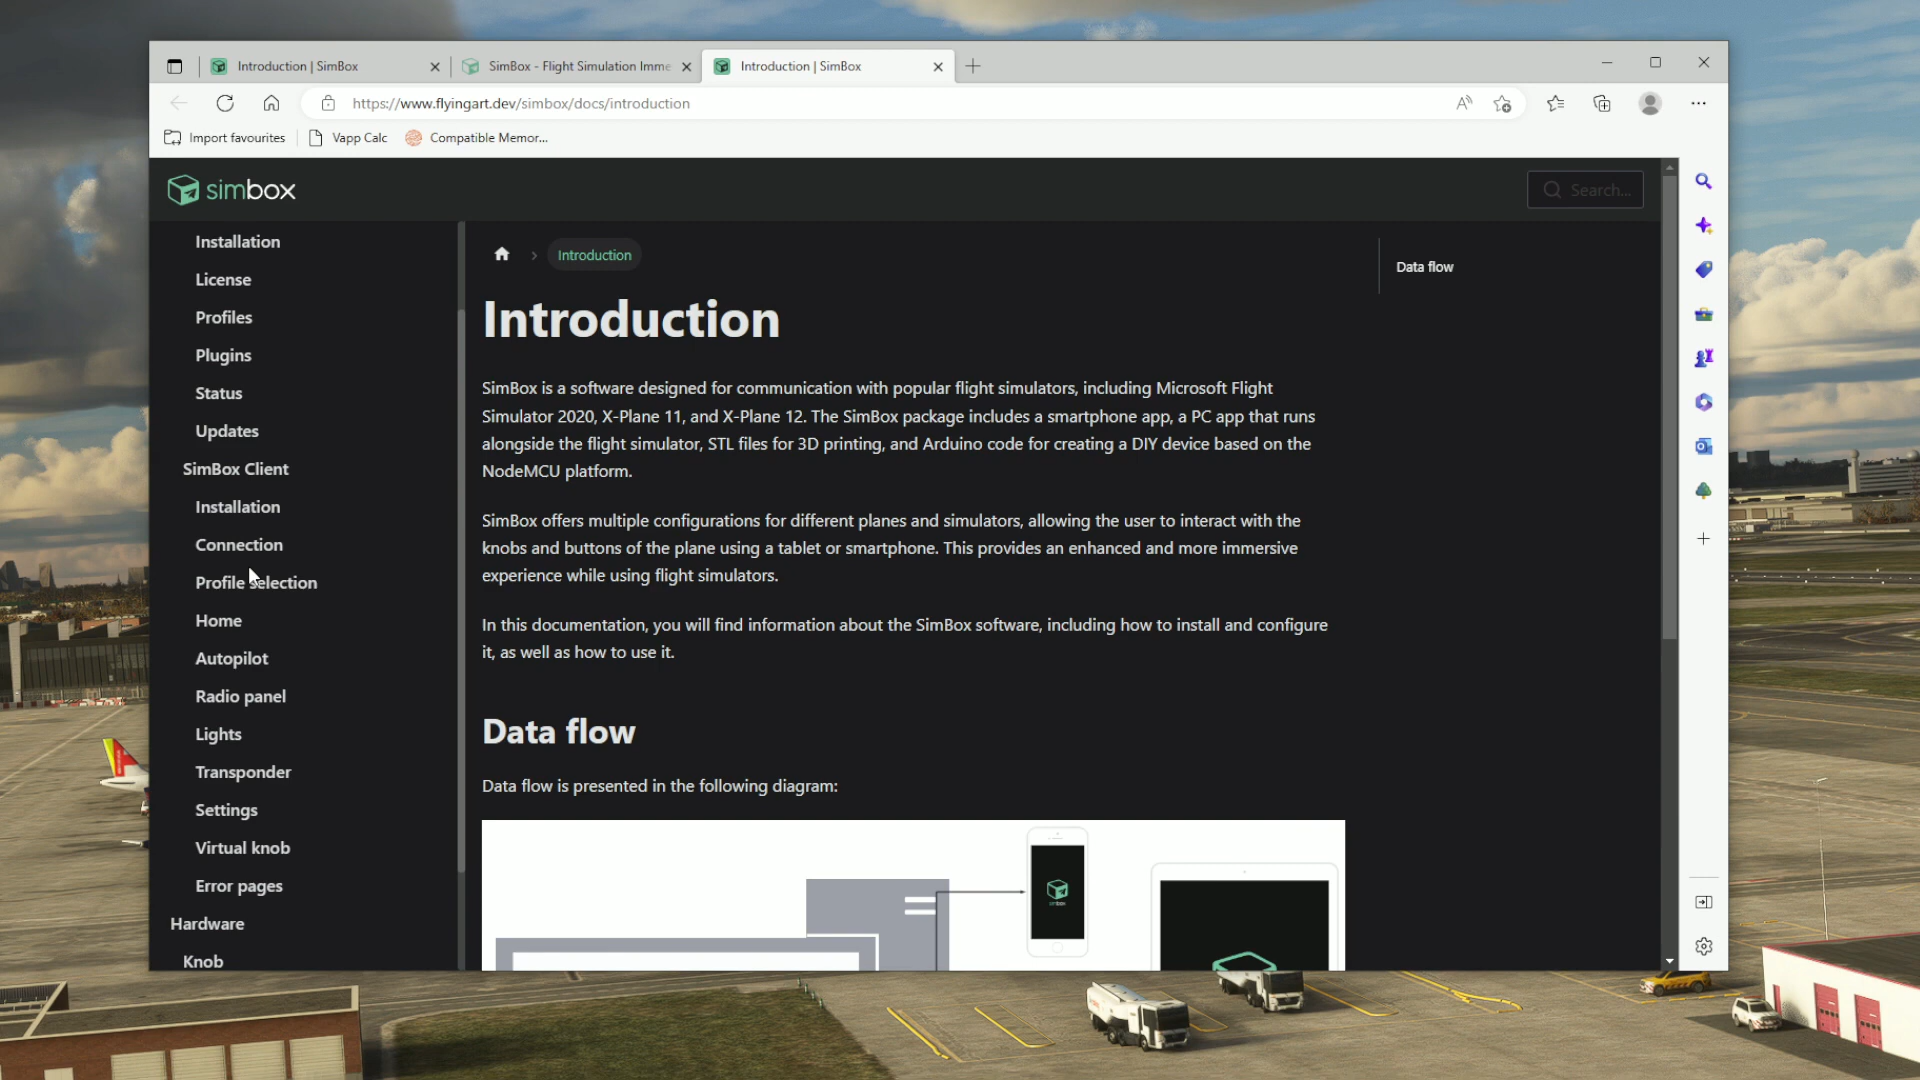 Introduction | SimBox
SimBox - Flight Simulation Imme
Introduction | SimBox
https://www.flyingart.dev/simbox/docs/introduction
Import favourites
Vapp Calc
Compatible Memor...
simbox
Search...
Installation
License
Profiles
Plugins
Status
Updates
SimBox Client
Installation
Connection
Profile selection
Home
Autopilot
Radio panel
Lights
Transponder
Settings
Virtual knob
Error pages
Hardware
Knob
Introduction
Introduction
SimBox is a software designed for communication with popular flight simulators, including Microsoft Flight
Simulator 2020, X-Plane 11, and X-Plane 12. The SimBox package includes a smartphone app, a PC app that runs
alongside the flight simulator, STL files for 3D printing, and Arduino code for creating a DIY device based on the
NodeMCU platform.
SimBox offers multiple configurations for different planes and simulators, allowing the user to interact with the
knobs and buttons of the plane using a tablet or smartphone. This provides an enhanced and more immersive
experience while using flight simulators.
In this documentation, you will find information about the SimBox software, including how to install and configure
it, as well as how to use it.
Data flow
Data flow is presented in the following diagram:
Data flow